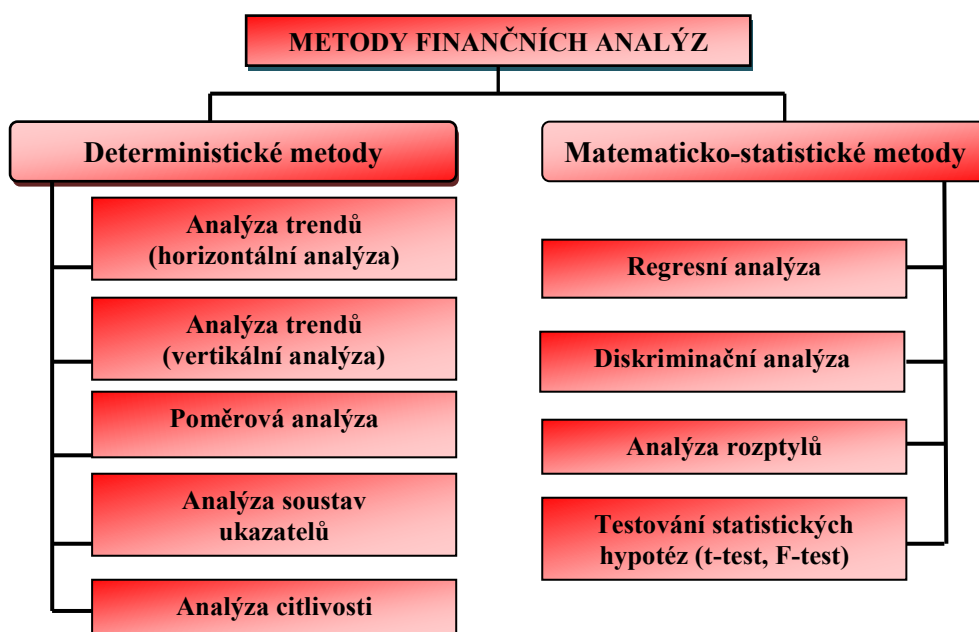 METODY FINANČNÍCH ANALÝZ
Deterministické metody
Analýza trendů
(horizontální analýza)
Analýza trendů
(vertikální analýza)
Poměrová analýza
Analýza soustav
ukazatelů
Analýza citlivosti
Matematicko-statistické metody
Regresní analýza
Diskriminační analýza
Analýza rozptylů
Testování statistických
hypotéz (t-test, F-test)